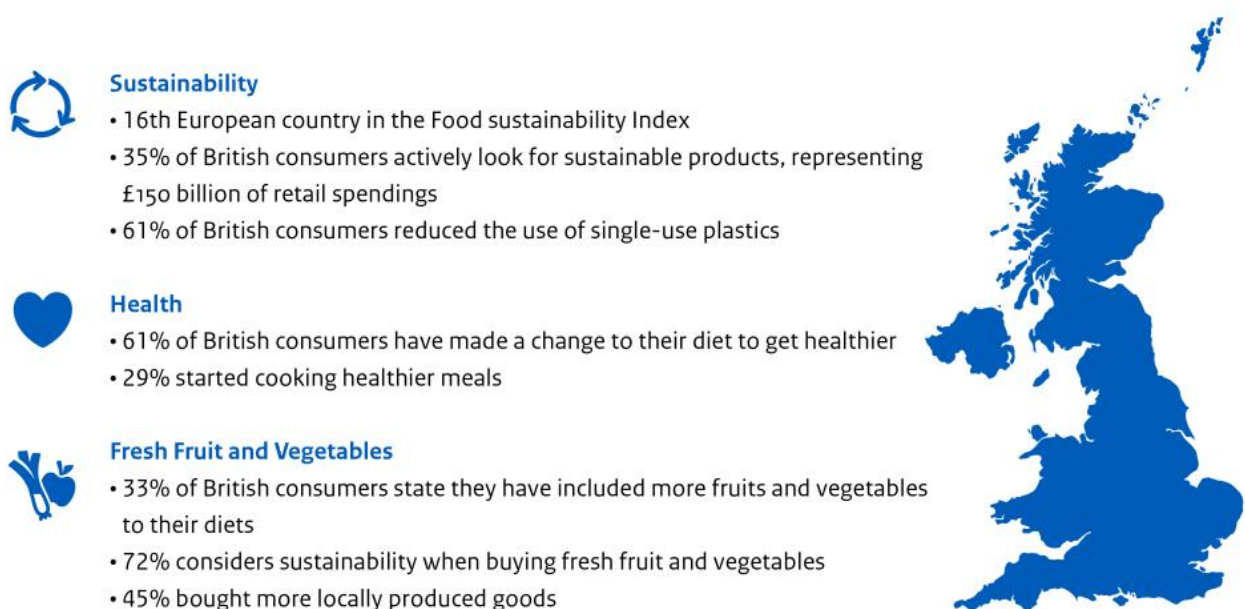 Sustainability
• 16th European country in the Food sustainability Index
• 35% of British consumers actively look for sustainable products, representing
£150 billion of retail spendings
• 61% of British consumers reduced the use of single-use plastics
Health
• 61% of British consumers have made a change to their diet to get healthier
• 29% started cooking healthier meals
Fresh Fruit and Vegetables
• 33% of British consumers state they have included more fruits and vegetables
to their diets
• 72% considers sustainability when buying fresh fruit and vegetables
• 45% bought more locally produced goods